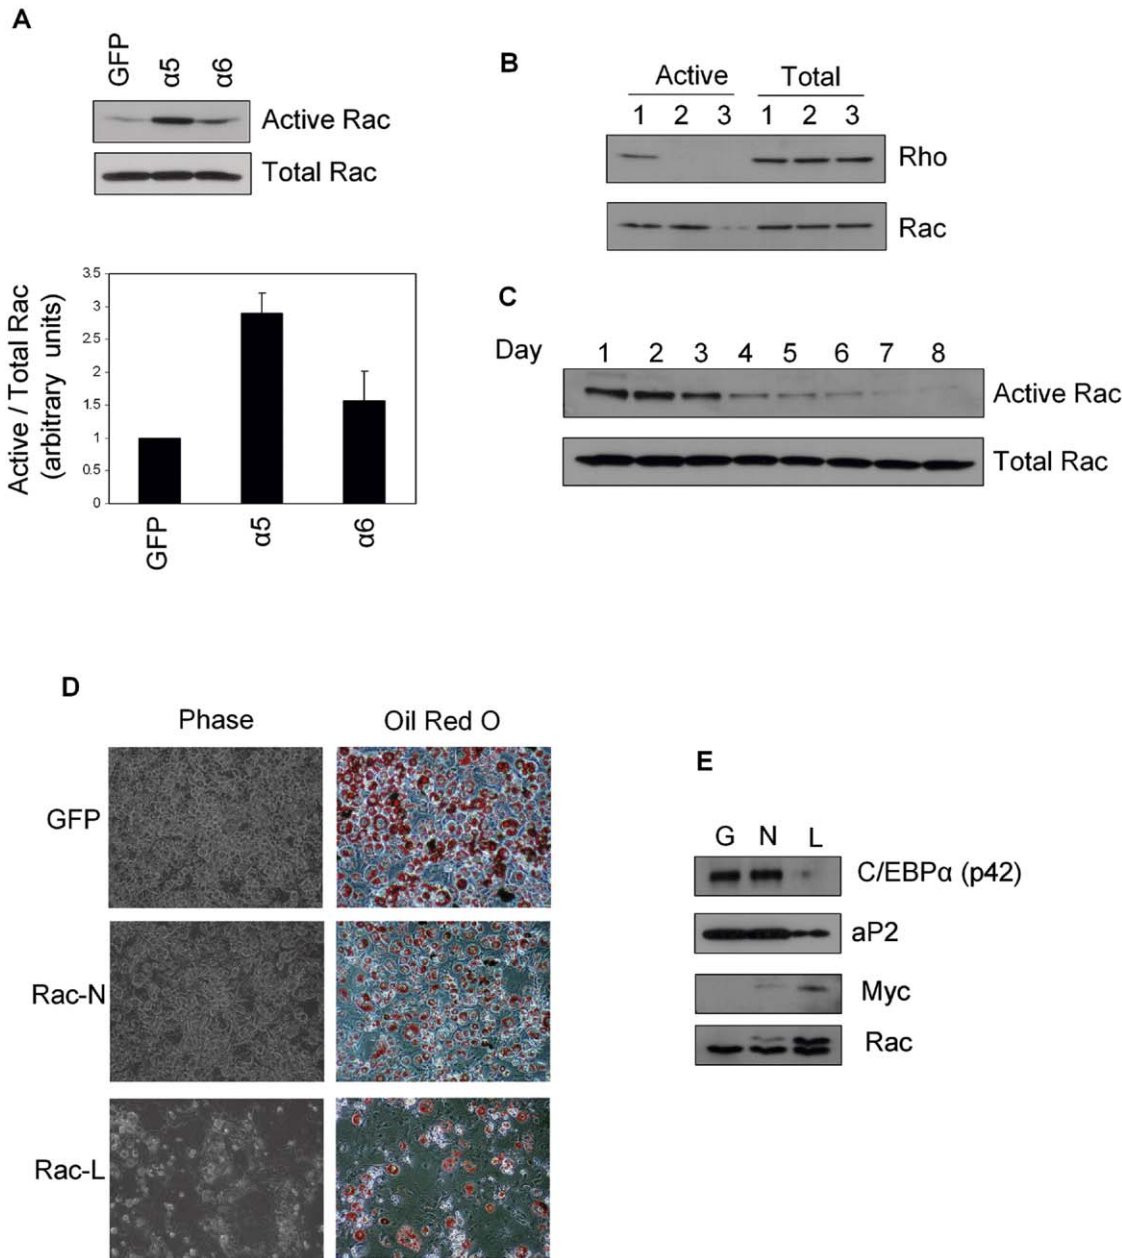 A
GFP
α5
α6
Active Rac
Total Rac
Active / Total Rac
(arbitrary units)
3.5
3
2.5
2
1.5
1
0.5
0
GFP
α5
α6
B
Active Total
1 2 3 1 2 3
Rho
Rac
C
Day 1 2 3 4 5 6 7 8
Active Rac
Total Rac
D
Phase Oil Red O
GFP
Rac-N
Rac-L
E
G N L
C/EBPα (p42)
aP2
Myc
Rac